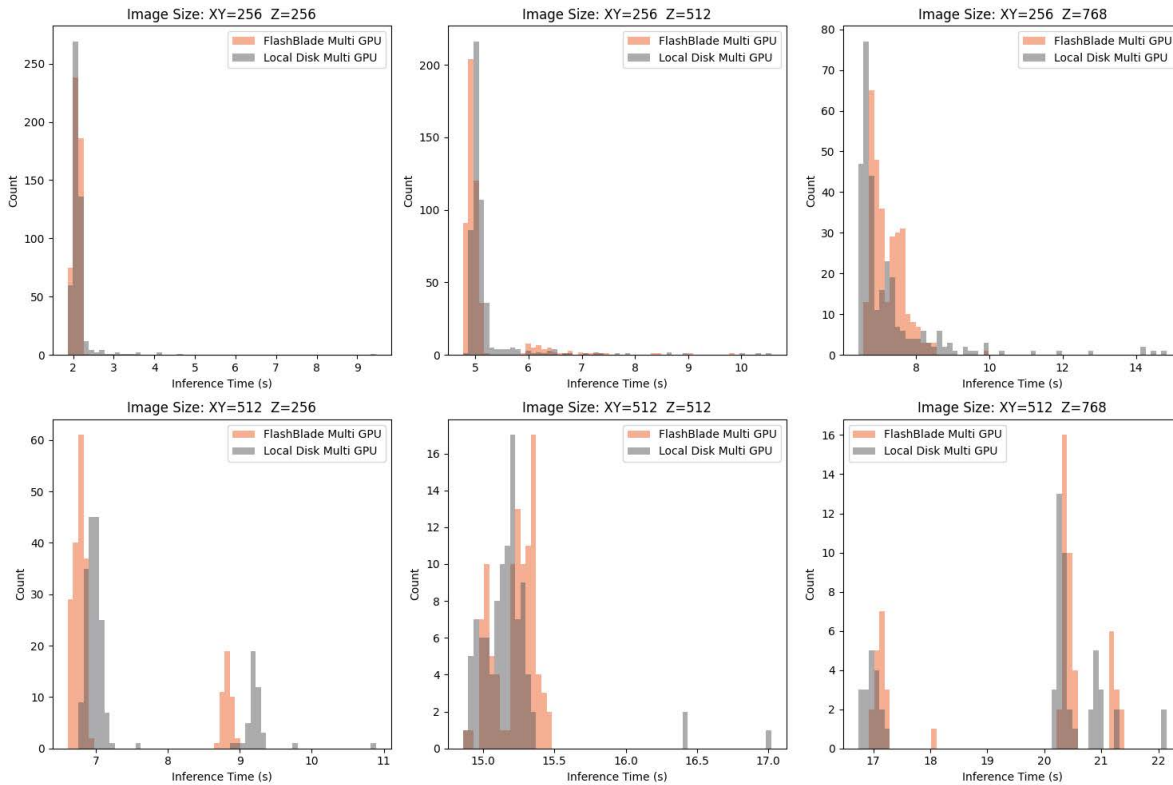 Image Size: XY=256 Z=256
FlashBlade Multi GPU
Local Disk Multi GPU
250
200
150
100
50
0
Count
2 3 4 5 6 7 8 9
Inference Time (s)
Image Size: XY=256 Z=512
FlashBlade Multi GPU
Local Disk Multi GPU
200
150
100
50
0
Count
5 6 7 8 9 10
Inference Time (s)
Image Size: XY=256 Z=768
FlashBlade Multi GPU
Local Disk Multi GPU
80
70
60
50
40
30
20
10
0
Count
8 10 12 14
Inference Time (s)
Image Size: XY=512 Z=256
FlashBlade Multi GPU
Local Disk Multi GPU
60
50
40
30
20
10
0
Count
7 8 9 10 11
Inference Time (s)
Image Size: XY=512 Z=512
FlashBlade Multi GPU
Local Disk Multi GPU
16
14
12
10
8
6
4
2
0
Count
15.0 15.5 16.0 16.5 17.0
Inference Time (s)
Image Size: XY=512 Z=768
FlashBlade Multi GPU
Local Disk Multi GPU
16
14
12
10
8
6
4
2
0
Count
17 18 19 20 21 22
Inference Time (s)